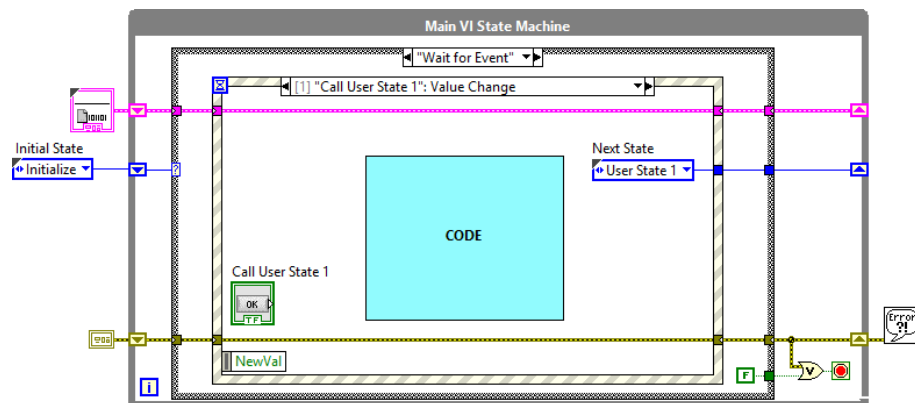 Main VI State Machine
"Wait for Event"
[1] "Call User State 1": Value Change
Initial State
Initialize
?
Next State
User State 1
CODE
Call User State 1
OK
TF
NewVal
i
F
V
Error
?!